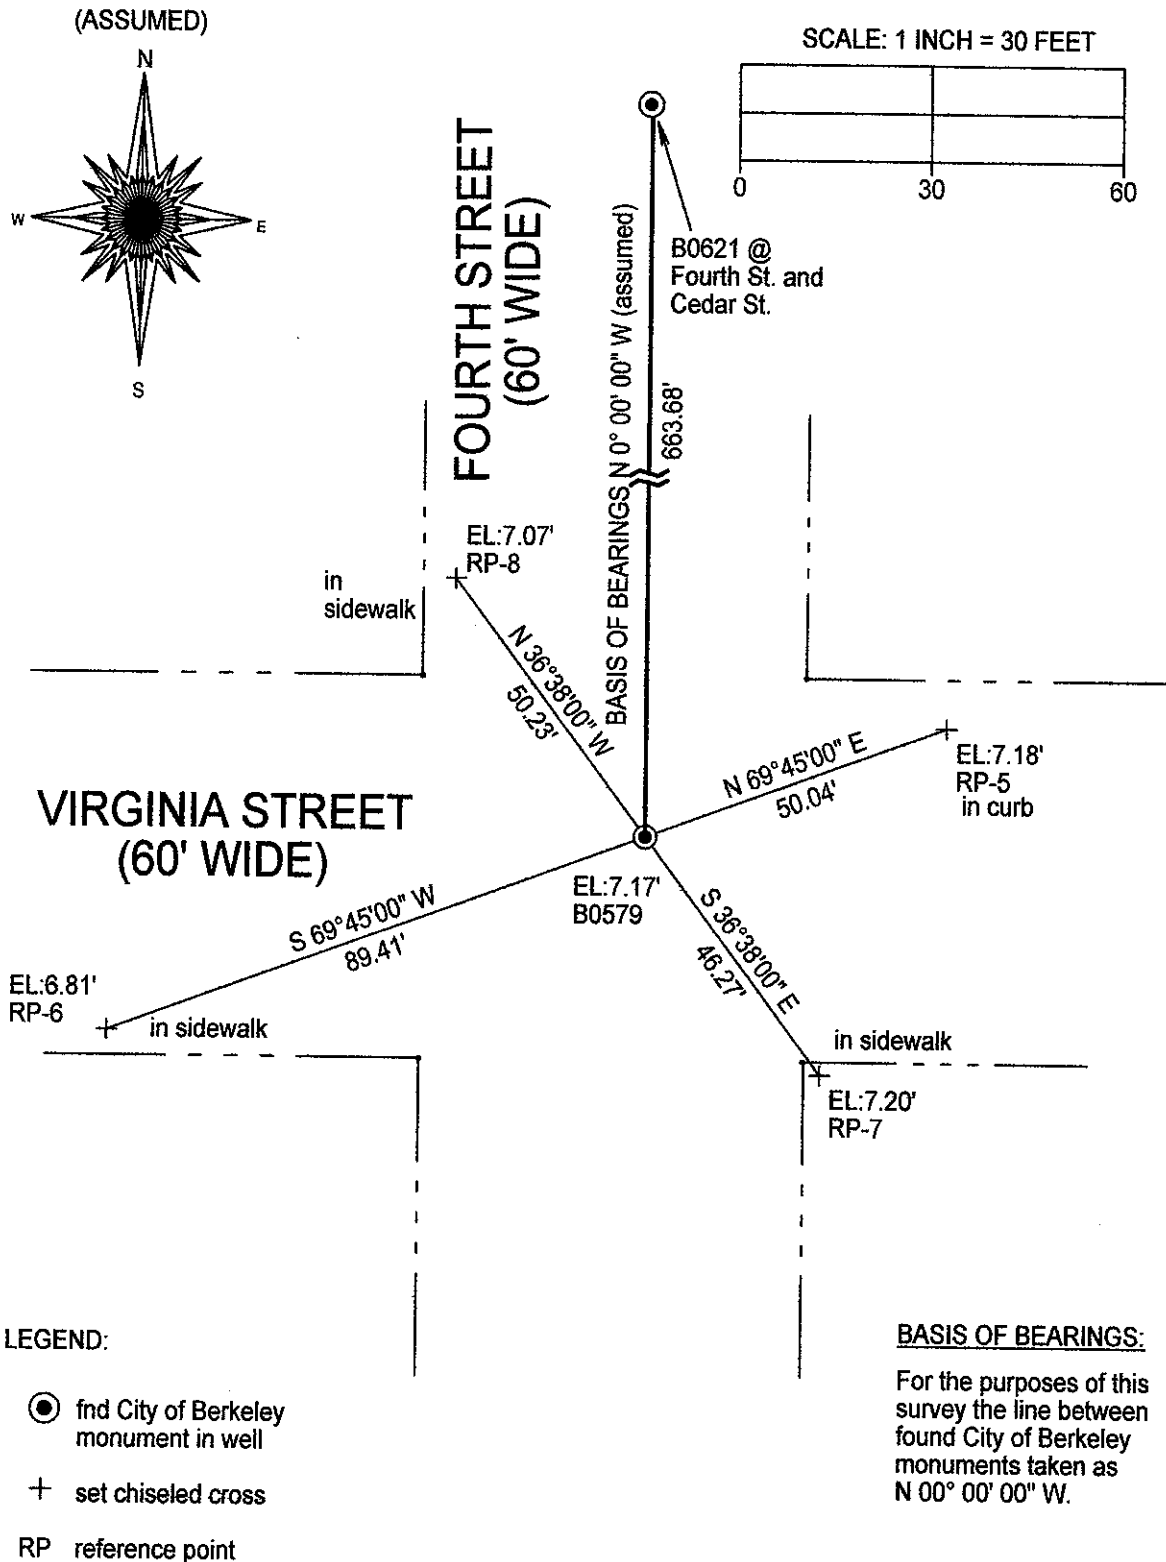 (ASSUMED)
N
W
E
S
SCALE: 1 INCH = 30 FEET
0 30 60
FOURTH STREET
(60' WIDE)
B0621 @
Fourth St. and
Cedar St.
BASIS OF BEARINGS N 0° 00' 00" W (assumed)
663.68'
EL:7.07'
RP-8
in
sidewalk
N 36°38'00" W
50.23'
N 69°45'00" E
50.04'
EL:7.18'
RP-5
in curb
VIRGINIA STREET
(60' WIDE)
EL:7.17'
B0579
S 69°45'00" W
89.41'
S 36°38'00" E
46.27'
EL:6.81'
RP-6
in sidewalk
in sidewalk
EL:7.20'
RP-7
LEGEND:
fnd City of Berkeley
monument in well
set chiseled cross
RP reference point
BASIS OF BEARINGS:
For the purposes of this
survey the line between
found City of Berkeley
monuments taken as
N 00° 00' 00" W.